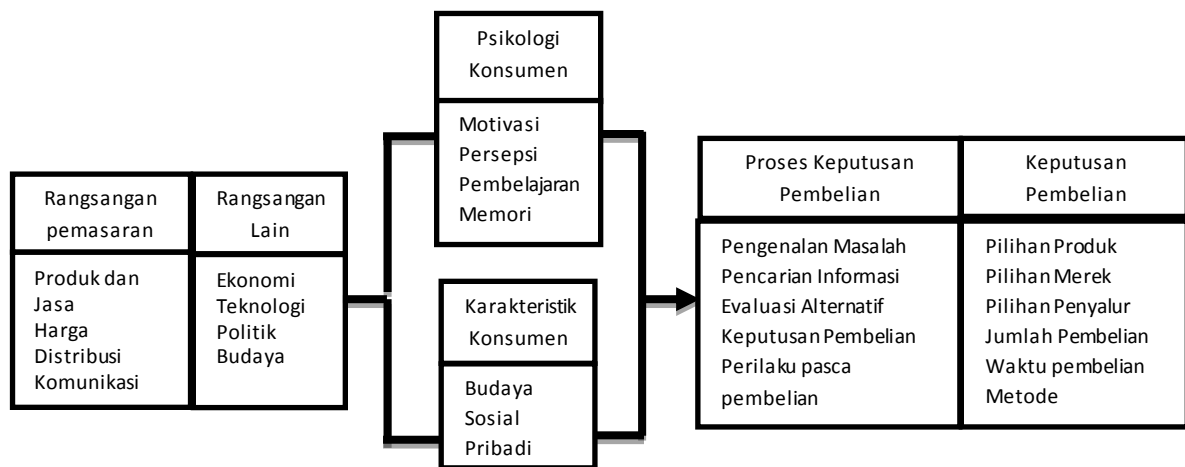 Rangsangan
pemasaran
Produk dan
Jasa
Harga
Distribusi
Komunikasi
Rangsangan
Lain
Ekonomi
Teknologi
Politik
Budaya
Psikologi
Konsumen
Motivasi
Persepsi
Pembelajaran
Memori
Karakteristik
Konsumen
Budaya
Sosial
Pribadi
Proses Keputusan
Pembelian
Pengenalan Masalah
Pencarian Informasi
Evaluasi Alternatif
Keputusan Pembelian
Perilaku pasca
pembelian
Keputusan
Pembelian
Pilihan Produk
Pilihan Merek
Pilihan Penyalur
Jumlah Pembelian
Waktu pembelian
Metode